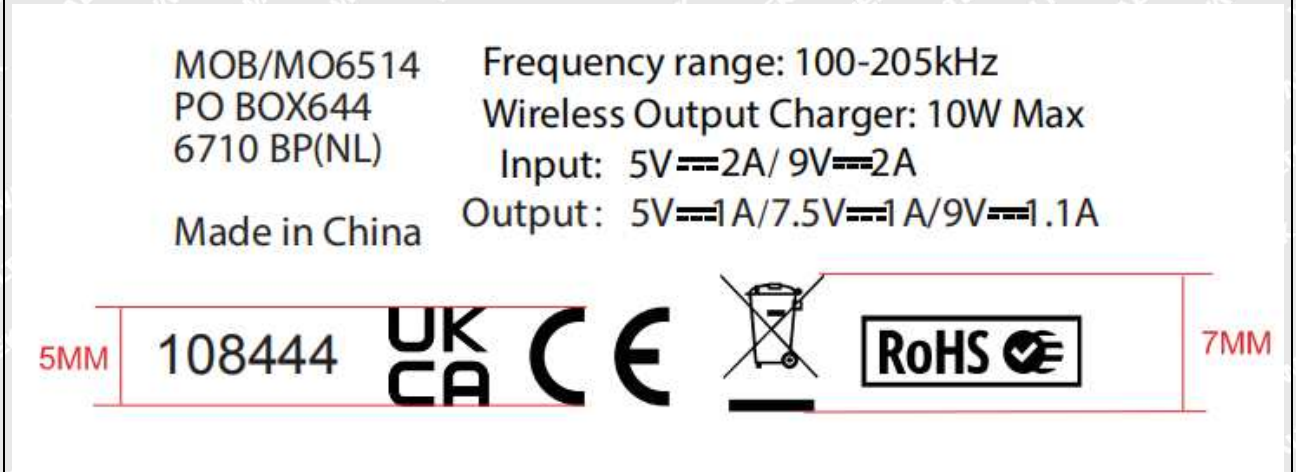 MOB/MO6514
PO BOX644
6710 BP(NL)
Made in China
Frequency range: 100-205kHz
Wireless Output Charger: 10W Max
Input: 5V⎓2A/ 9V⎓2A
Output: 5V⎓1A/7.5V⎓1A/9V⎓1.1A
5MM
108444
UK
CA
CE
RoHS
7MM